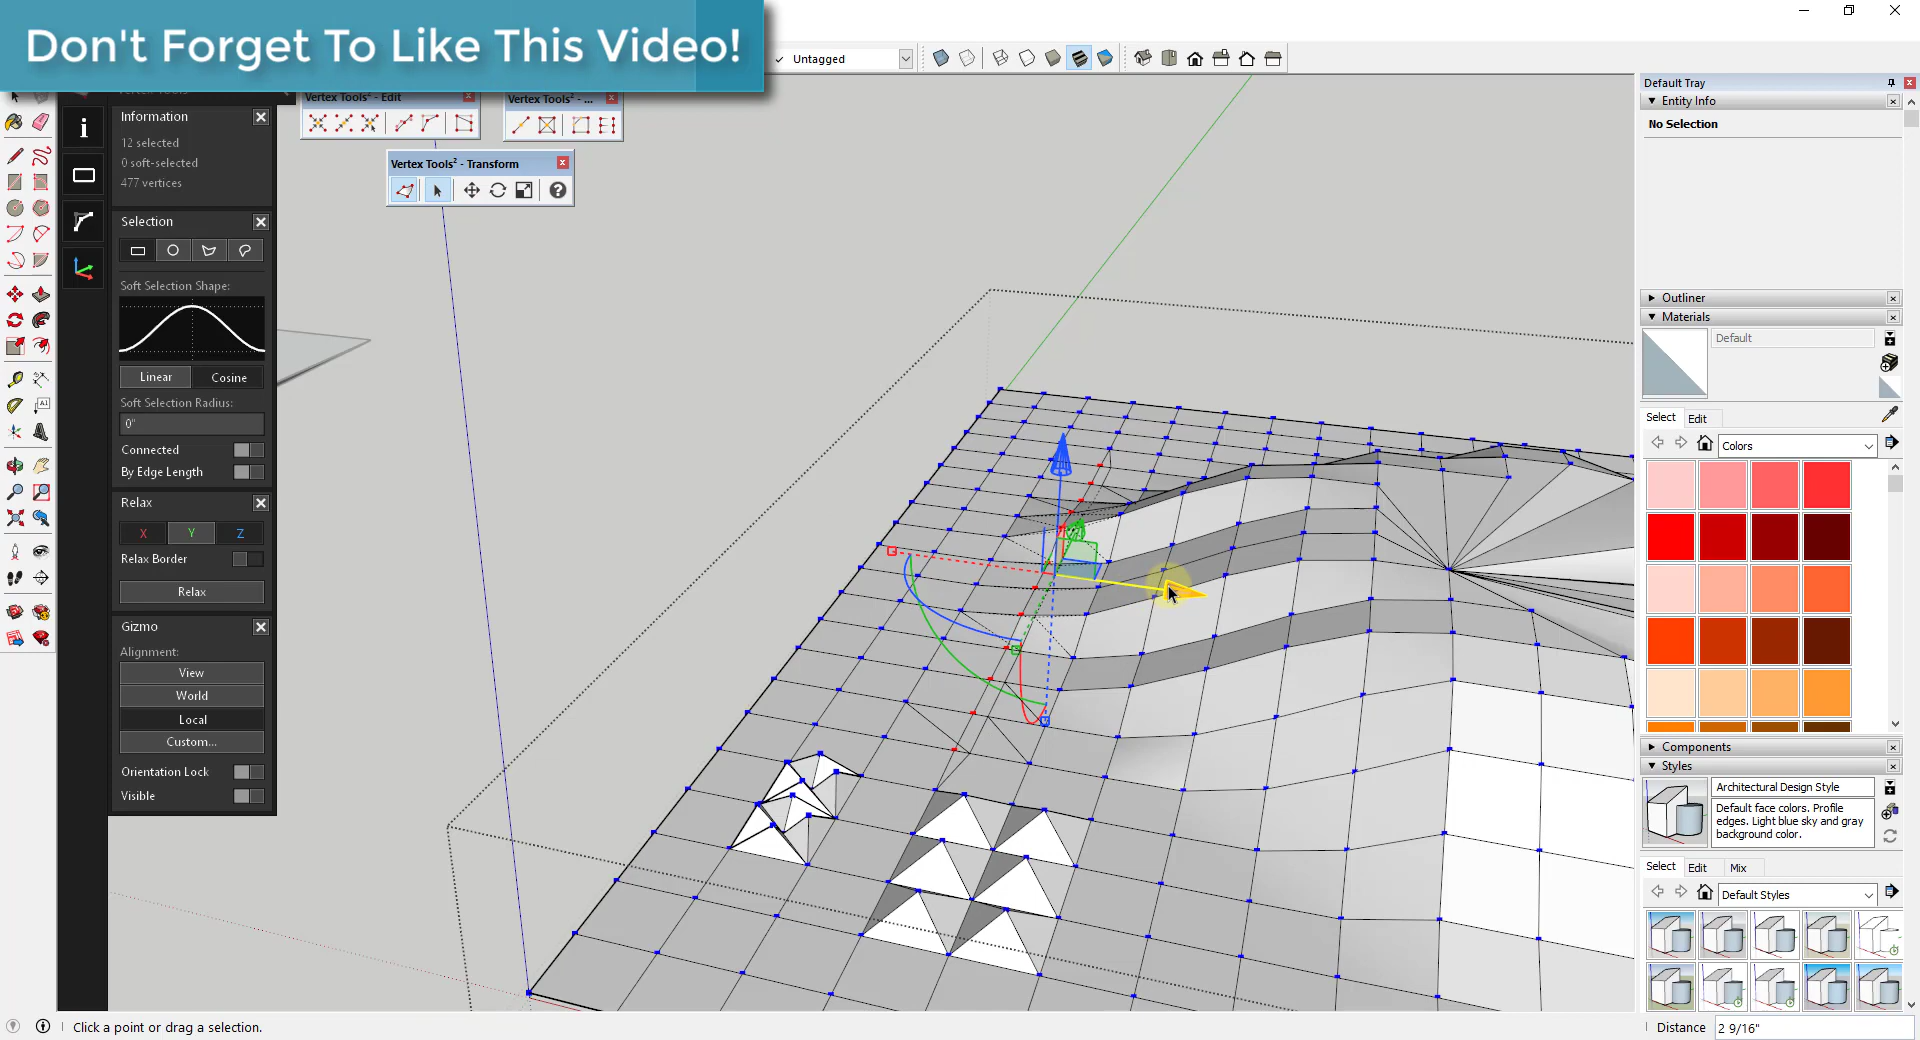 Don't Forget To Like This Video!
Untagged
Default Tray
Entity Info
No Selection
Vertex Tools² - Edit
Vertex Tools² - ...
Information
12 selected
0 soft-selected
477 vertices
Vertex Tools² - Transform
Selection
Soft Selection Shape:
Linear
Cosine
Soft Selection Radius:
0"
Connected
By Edge Length
Relax
X
Y
Z
Relax Border
Relax
Gizmo
Alignment:
View
World
Local
Custom...
Orientation Lock
Visible
Outliner
Materials
Default
Select
Edit
Colors
Components
Styles
Architectural Design Style
Default face colors. Profile
edges. Light blue sky and gray
background color.
Select
Edit
Mix
Default Styles
Click a point or drag a selection.
Distance
2 9/16"